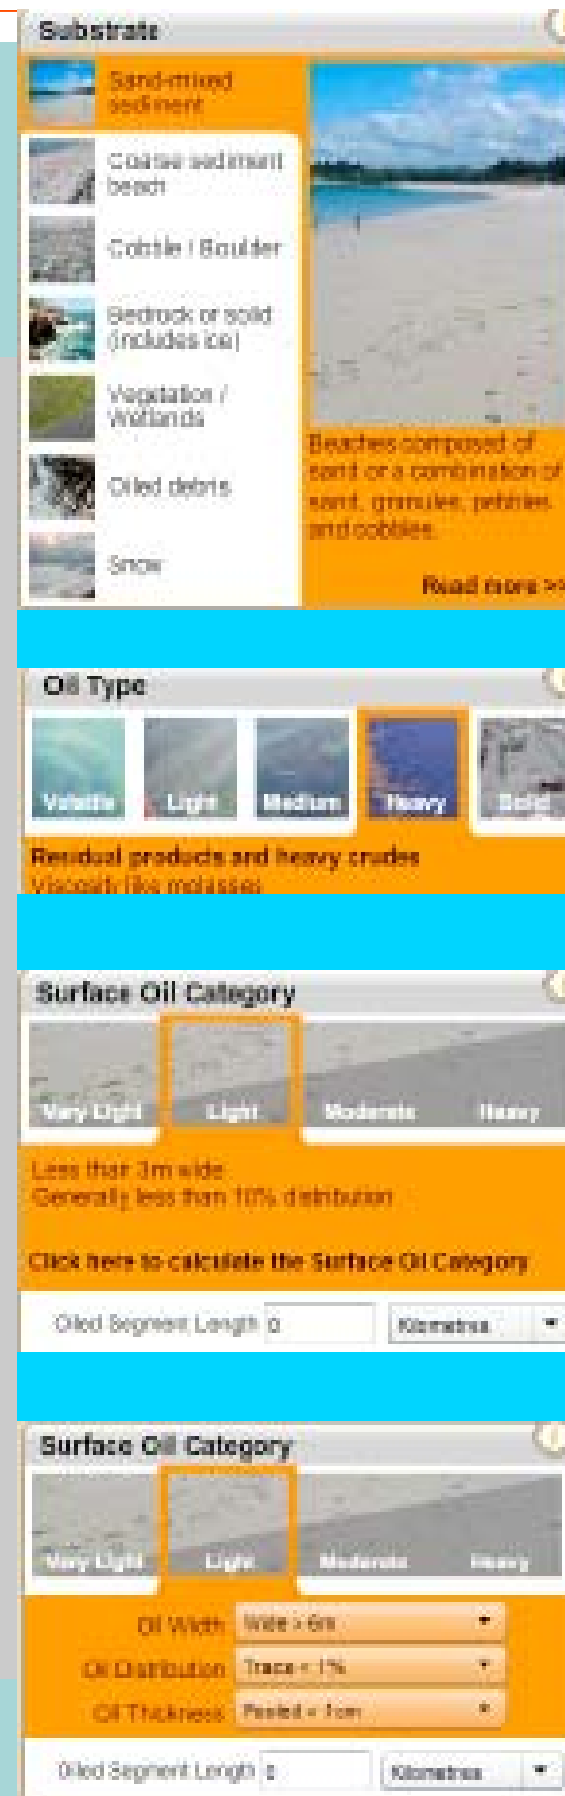 Substrate
Sand-mixed
sediment
Coarse sediment
beach
Cobble / Boulder
Bedrock or solid
(includes ice)
Vegetation /
Wetlands
Oiled debris
Snow
Beaches composed of
sand or a combination of
sand, granules, pebbles
and cobbles.
Read more >>
Oil Type
Volatile
Light
Medium
Heavy
Solid
Residual products and heavy crudes
Viscosity like molasses
Surface Oil Category
Very Light
Light
Moderate
Heavy
Less than 3m wide
Generally less than 10% distribution
Click here to calculate the Surface Oil Category
Oiled Segment Length 0 Kilometres
Surface Oil Category
Very Light
Light
Moderate
Heavy
Oil Width Wide > 6m
Oil Distribution Trace < 1%
Oil Thickness Pooled < 1cm
Oiled Segment Length 0 Kilometres